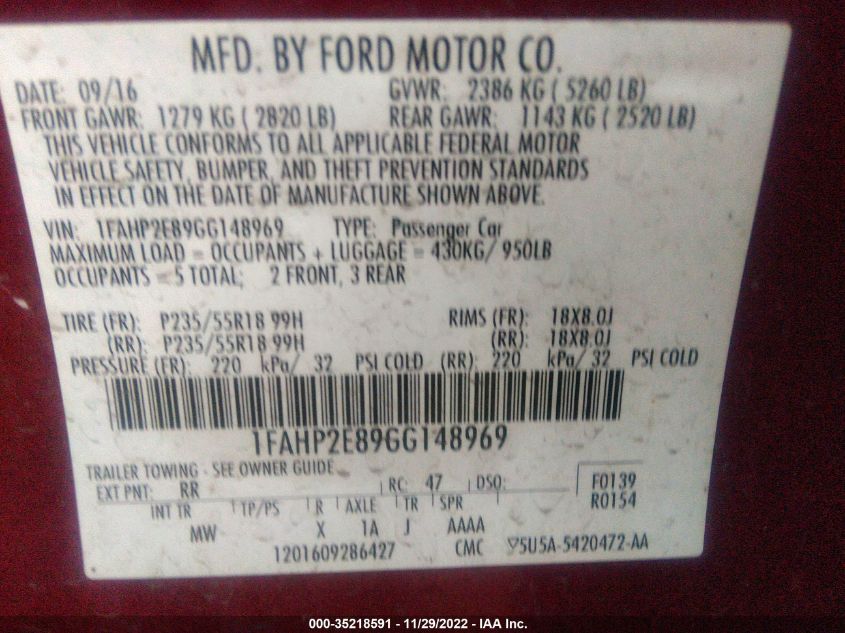 MFD. BY FORD MOTOR CO.
DATE: 09/16 GVWR: 2386 KG ( 5260 LB)
FRONT GAWR: 1279 KG ( 2820 LB) REAR GAWR: 1143 KG ( 2520 LB)
THIS VEHICLE CONFORMS TO ALL APPLICABLE FEDERAL MOTOR
VEHICLE SAFETY, BUMPER, AND THEFT PREVENTION STANDARDS
IN EFFECT ON THE DATE OF MANUFACTURE SHOWN ABOVE.
VIN: 1FAHP2E89GG148969 TYPE: Passenger Car
MAXIMUM LOAD = OCCUPANTS + LUGGAGE = 430KG/ 950LB
OCCUPANTS = 5 TOTAL; 2 FRONT, 3 REAR
TIRE (FR): P235/55R18 99H RIMS (FR): 18X8.0J
(RR): P235/55R18 99H (RR): 18X8.0J
PRESSURE (FR): 220 kPa/ 32 PSI COLD (RR): 220 kPa/ 32 PSI COLD
1FAHP2E89GG148969
TRAILER TOWING - SEE OWNER GUIDE
EXT PNT: RR RC: 47 DSO: F0139
INT TR TP/PS R AXLE TR SPR R0154
MW X 1A J AAAA
1201609286427 CMC 5U5A-5420472-AA
000-35218591 - 11/29/2022 - IAA Inc.